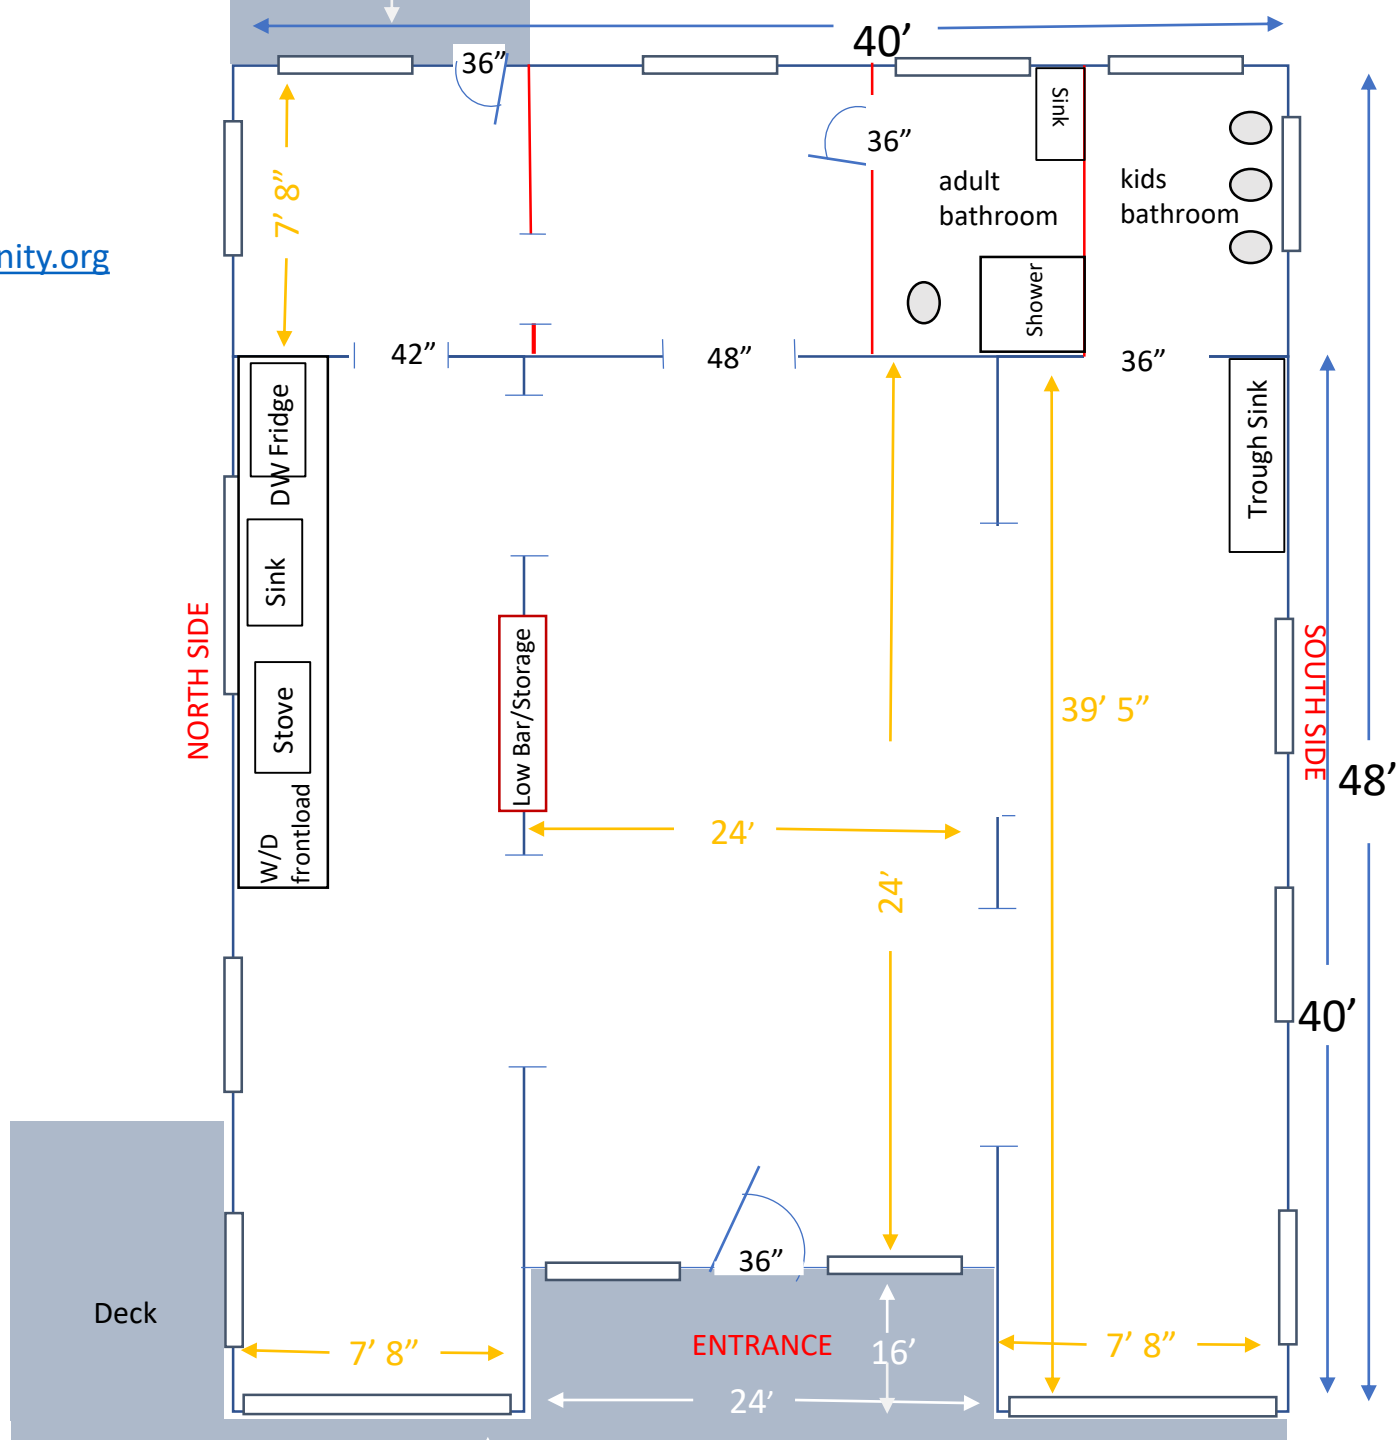 40’
36”
Sink
36”
7’ 8”
adult
bathroom
kids
bathroom
nity.org
Shower
42”
48”
36”
DW Fridge
Trough Sink
Sink
NORTH SIDE
Low Bar/Storage
SOUTH SIDE
Stove
39’ 5”
48’
W/D
frontload
24’
24’
40’
36”
Deck
7’ 8”
ENTRANCE
16’
7’ 8”
24’